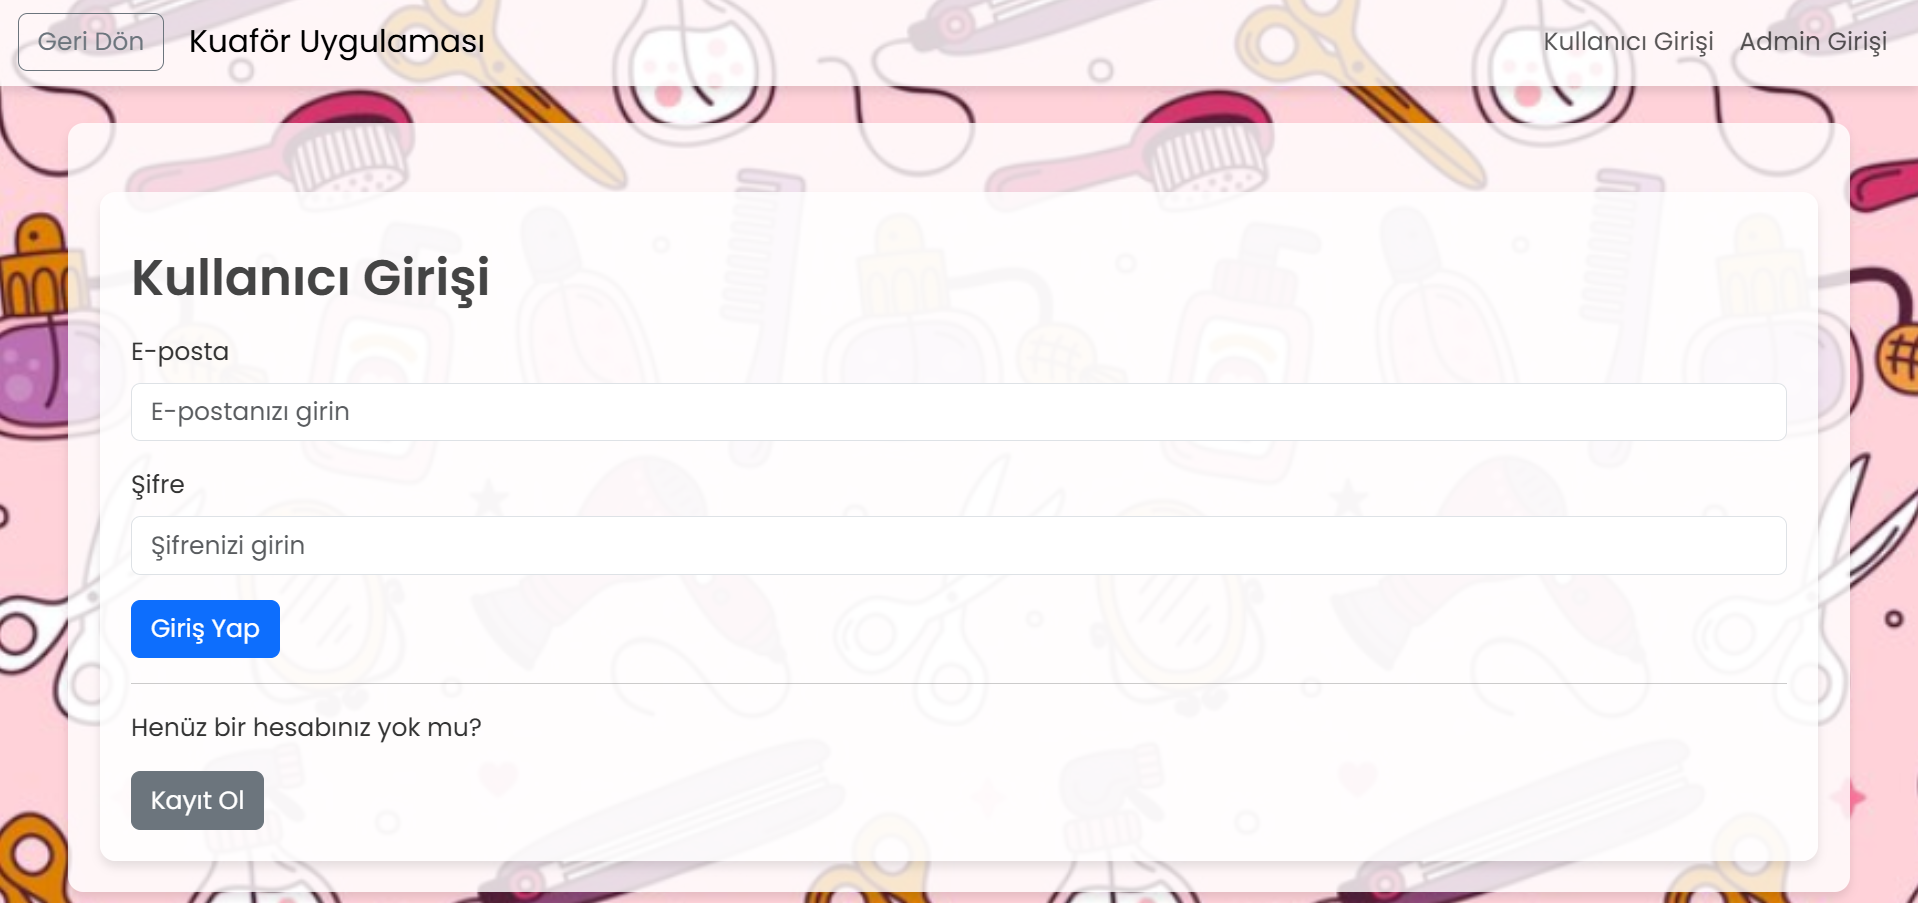 Geri Dön Kuaför Uygulaması Kullanıcı Girişi Admin Girişi
Kullanıcı Girişi
E-posta
E-postanızı girin
Şifre
Şifrenizi girin
Giriş Yap
Henüz bir hesabınız yok mu?
Kayıt Ol